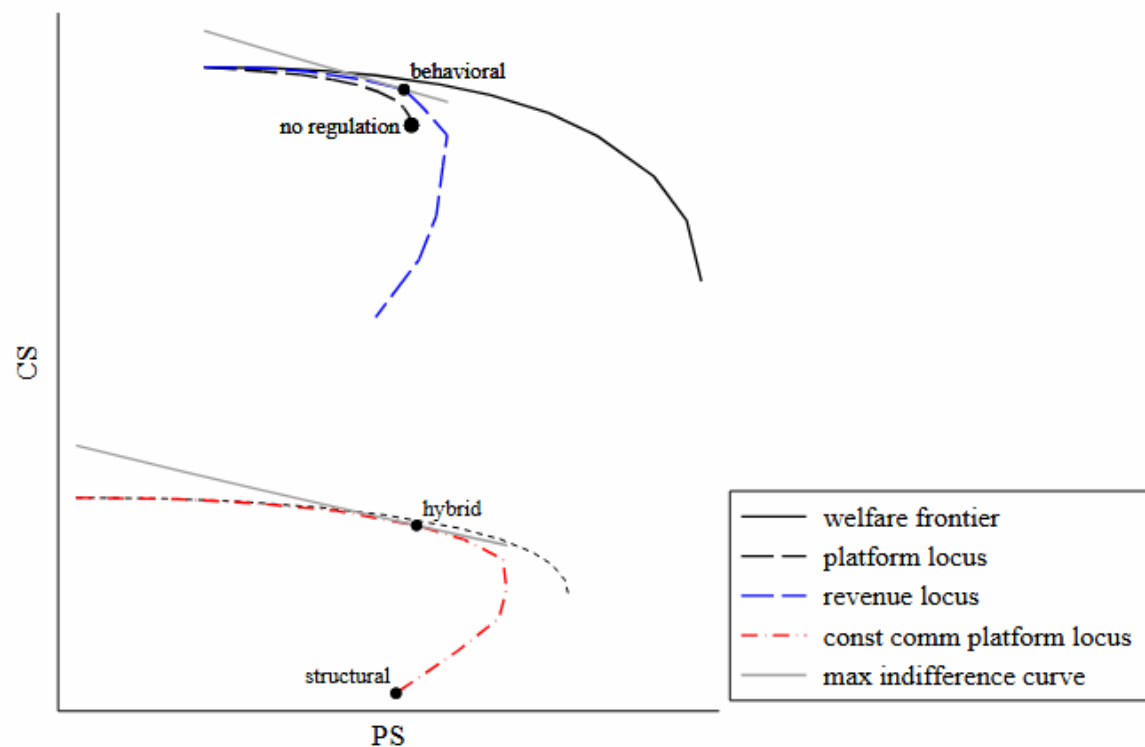 behavioral
no regulation
CS
hybrid
structural
PS
welfare frontier
platform locus
revenue locus
const comm platform locus
max indifference curve